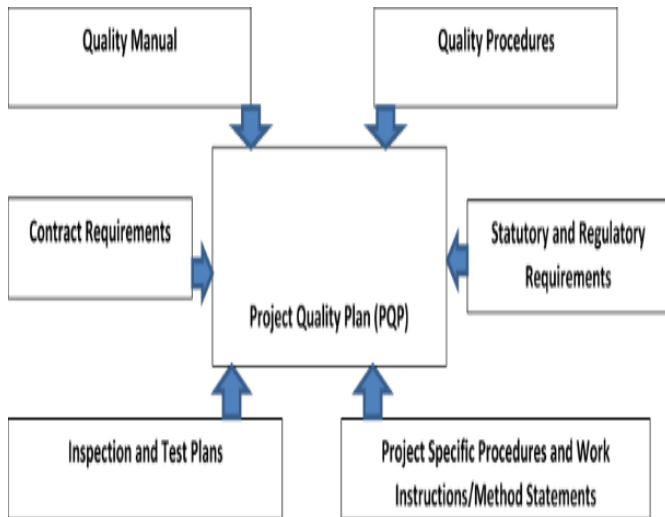 Quality Manual
Quality Procedures
Contract Requirements
Statutory and Regulatory
Requirements
Project Quality Plan (PQP)
Inspection and Test Plans
Project Specific Procedures and Work
Instructions/Method Statements